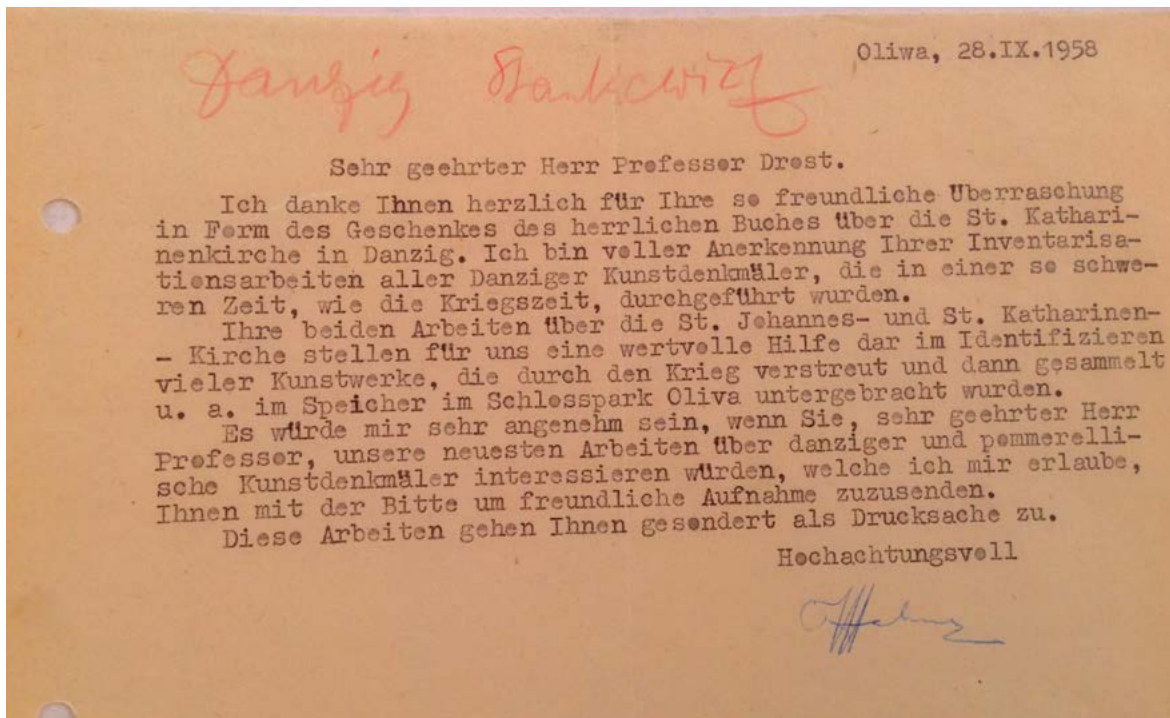 Oliwa, 28.IX.1958
Danzig Stankiewicz
Sehr geehrter Herr Professor Drost.
Ich danke Ihnen herzlich für Ihre so freundliche Überraschung
in Form des Geschenkes des herrlichen Buches über die St. Kathari-
nenkirche in Danzig. Ich bin voller Anerkennung Ihrer Inventarisa-
tionsarbeiten aller Danziger Kunstdenkmäler, die in einer so schwe-
ren Zeit, wie die Kriegszeit, durchgeführt wurden.
Ihre beiden Arbeiten über die St. Johannes- und St. Katharinen-
- Kirche stellen für uns eine wertvolle Hilfe dar im Identifizieren
vieler Kunstwerke, die durch den Krieg verstreut und dann gesammelt
u. a. im Speicher im Schlosspark Oliva untergebracht wurden.
Es würde mir sehr angenehm sein, wenn Sie, sehr geehrter Herr
Professor, unsere neuesten Arbeiten über danziger und pommerelli-
sche Kunstdenkmäler interessieren würden, welche ich mir erlaube,
Ihnen mit der Bitte um freundliche Aufnahme zuzusenden.
Diese Arbeiten gehen Ihnen gesondert als Drucksache zu.
Hochachtungsvoll